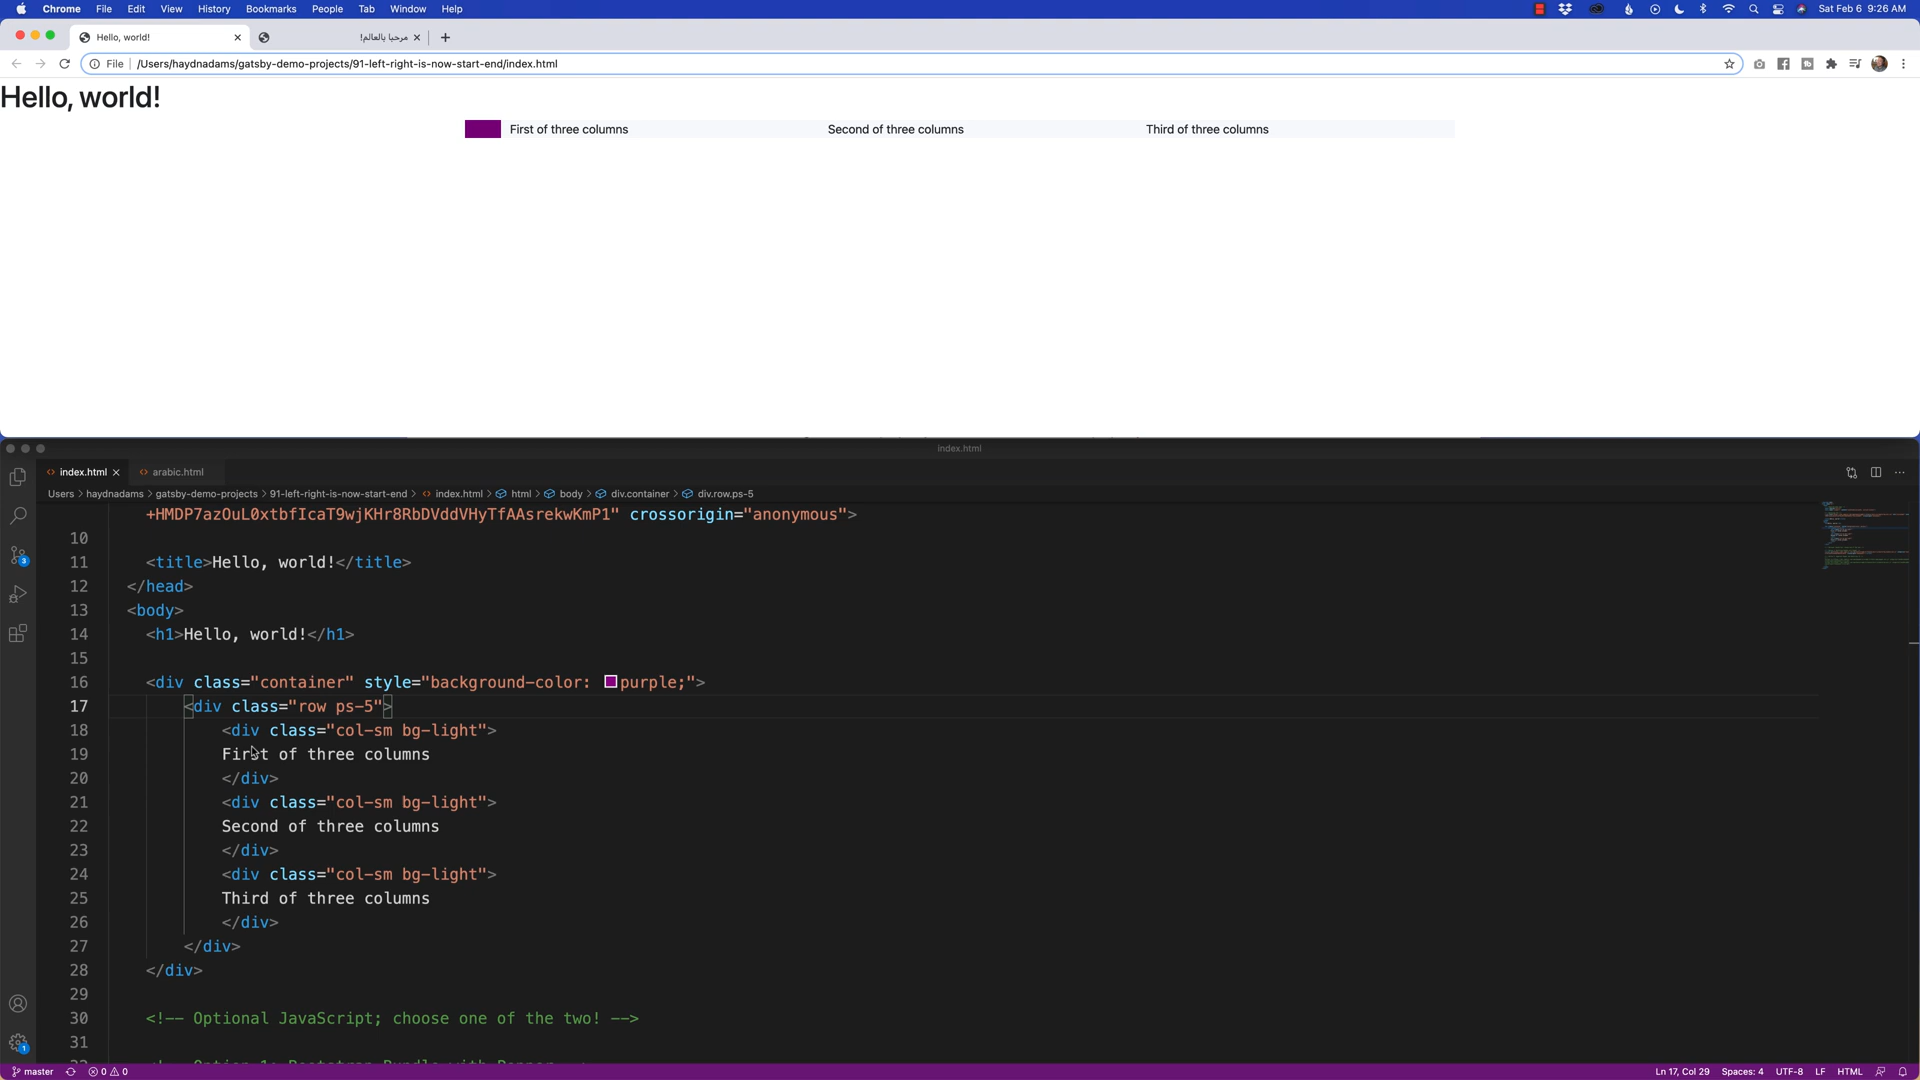 Chrome File Edit View History Bookmarks People Tab Window Help Sat Feb 6 9:26 AM
Hello, world! مرحبا بالعالم!
File /Users/haydnadams/gatsby-demo-projects/91-left-right-is-now-start-end/index.html
Hello, world!
First of three columns Second of three columns Third of three columns
index.html
index.html arabic.html
Users > haydnadams > gatsby-demo-projects > 91-left-right-is-now-start-end > index.html > html > body > div.container > div.row.ps-5
+HMDP7azOuL0xtbfIcaT9wjKHr8RbDVddVHyTfAAsrekwKmP1" crossorigin="anonymous">
10
11 <title>Hello, world!</title>
12 </head>
13 <body>
14 <h1>Hello, world!</h1>
15
16 <div class="container" style="background-color: purple;">
17 <div class="row ps-5">
18 <div class="col-sm bg-light">
19 First of three columns
20 </div>
21 <div class="col-sm bg-light">
22 Second of three columns
23 </div>
24 <div class="col-sm bg-light">
25 Third of three columns
26 </div>
27 </div>
28 </div>
29
30 <!-- Optional JavaScript; choose one of the two! -->
31
master 0 0 Ln 17, Col 29 Spaces: 4 UTF-8 LF HTML